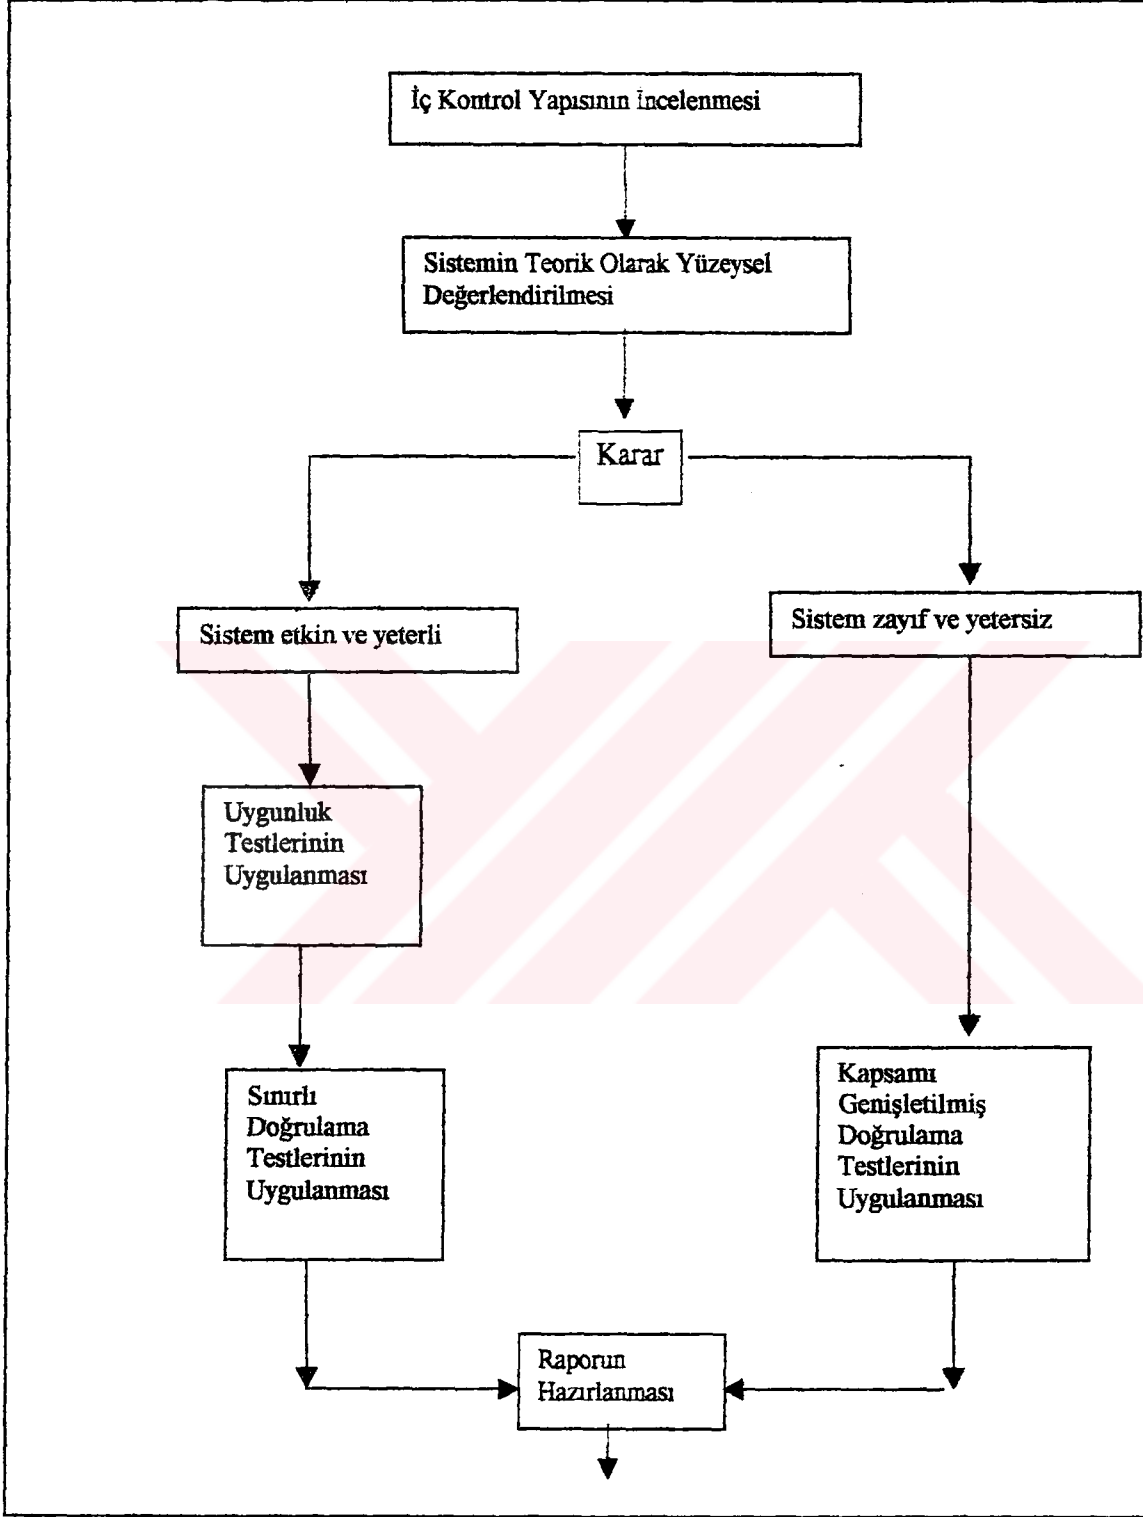 İç Kontrol Yapısının İncelenmesi
Sistemin Teorik Olarak Yüzeysel
Değerlendirilmesi
Karar
Sistem etkin ve yeterli
Sistem zayıf ve yetersiz
Uygunluk
Testlerinin
Uygulanması
Sınırlı
Doğrulama
Testlerinin
Uygulanması
Kapsamı
Genişletilmiş
Doğrulama
Testlerinin
Uygulanması
Raporun
Hazırlanması